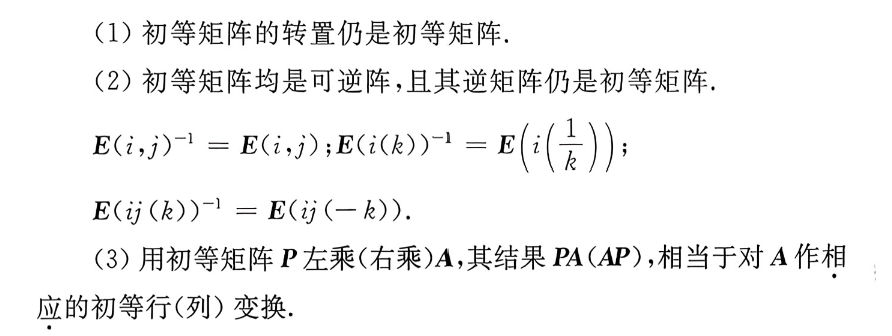 (1) 初等矩阵的转置仍是初等矩阵.
(2) 初等矩阵均是可逆阵,且其逆矩阵仍是初等矩阵.
E(i,j)⁻¹ = E(i,j);E(i(k))⁻¹ = E(i(1/k));
E(ij(k))⁻¹ = E(ij(-k)).
(3) 用初等矩阵 P 左乘(右乘)A,其结果 PA(AP),相当于对 A 作相
应的初等行(列) 变换.